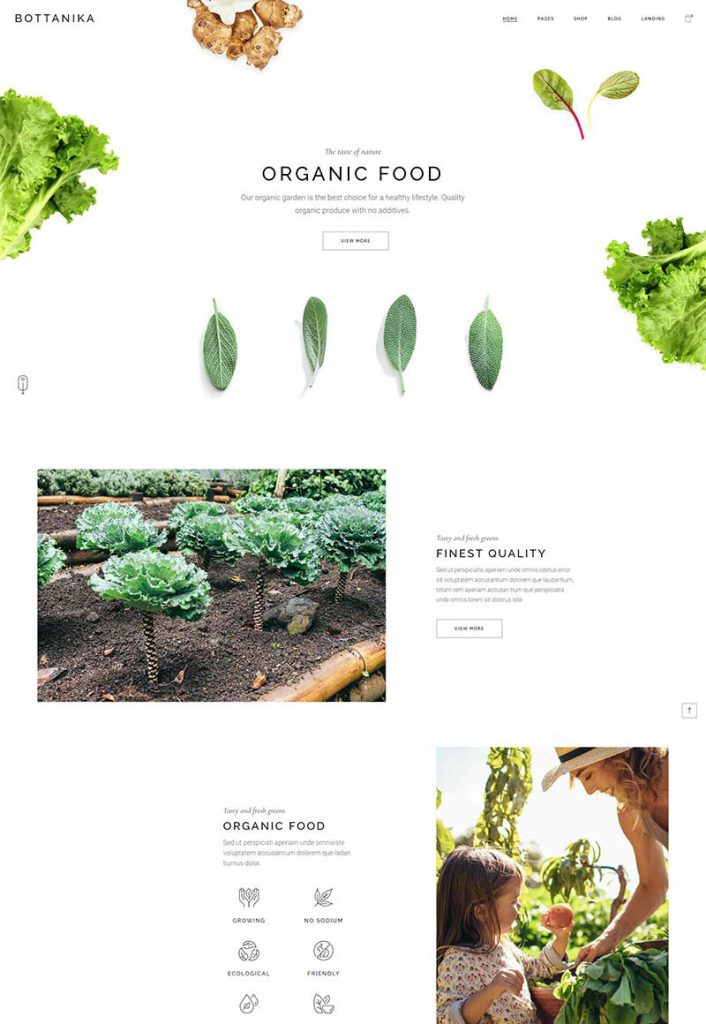 BOTTANIKA
HOME PAGES SHOP BLOG LANDING
The taste of nature
ORGANIC FOOD
Our organic garden is the best choice for a healthy lifestyle. Quality
organic produce with no additives.
VIEW MORE
Tasty and fresh greens
FINEST QUALITY
Sed ut perspiciatis aperiam unde omnis istetus error
sit voluptatem accusantium dolorem que laudantium,
totam rem aperiam accusan tium que perspiciatis
unde omnis lorem sit dolorus iste.
VIEW MORE
Tasty and fresh greens
ORGANIC FOOD
Sed ut perspiciati aperiam unde omnisiste
voluptatem accusantium dolorem que ladan
tiumus dolor.
GROWING NO SODIUM
ECOLOGICAL FRIENDLY